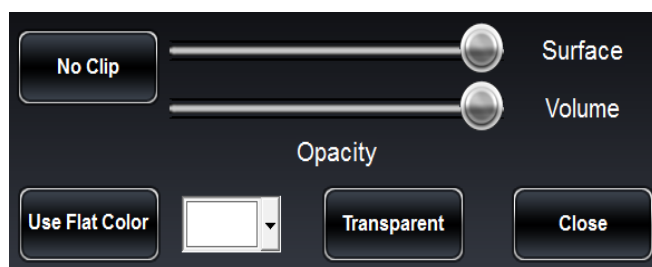 No Clip
Surface
Volume
Opacity
Use Flat Color
Transparent
Close